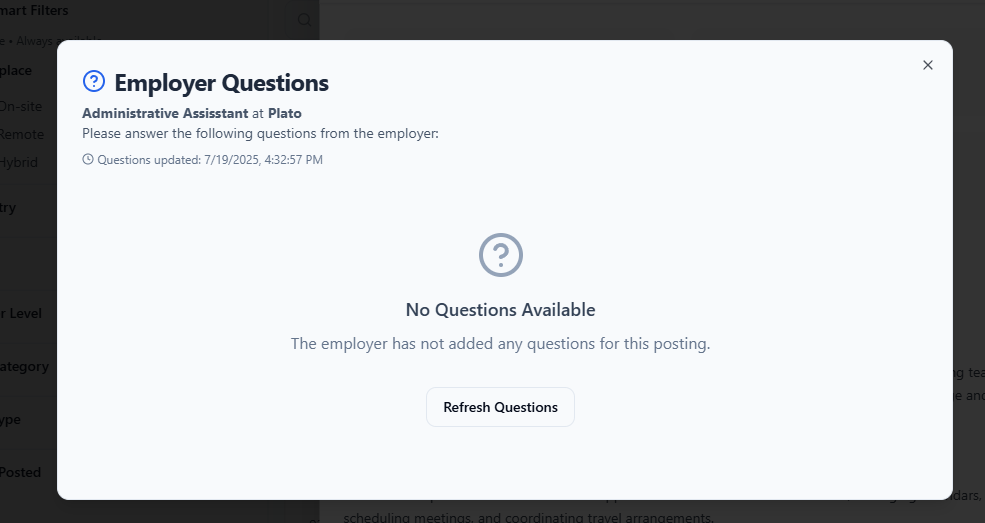 mart Filters
e • Always available
place
On-site
Remote
Hybrid
try
r Level
ategory
ype
Posted
Employer Questions
Administrative Assisstant at Plato
Please answer the following questions from the employer:
Questions updated: 7/19/2025, 4:32:57 PM
No Questions Available
The employer has not added any questions for this posting.
Refresh Questions
ng tea
e and
dars,
scheduling meetings, and coordinating travel arrangements.